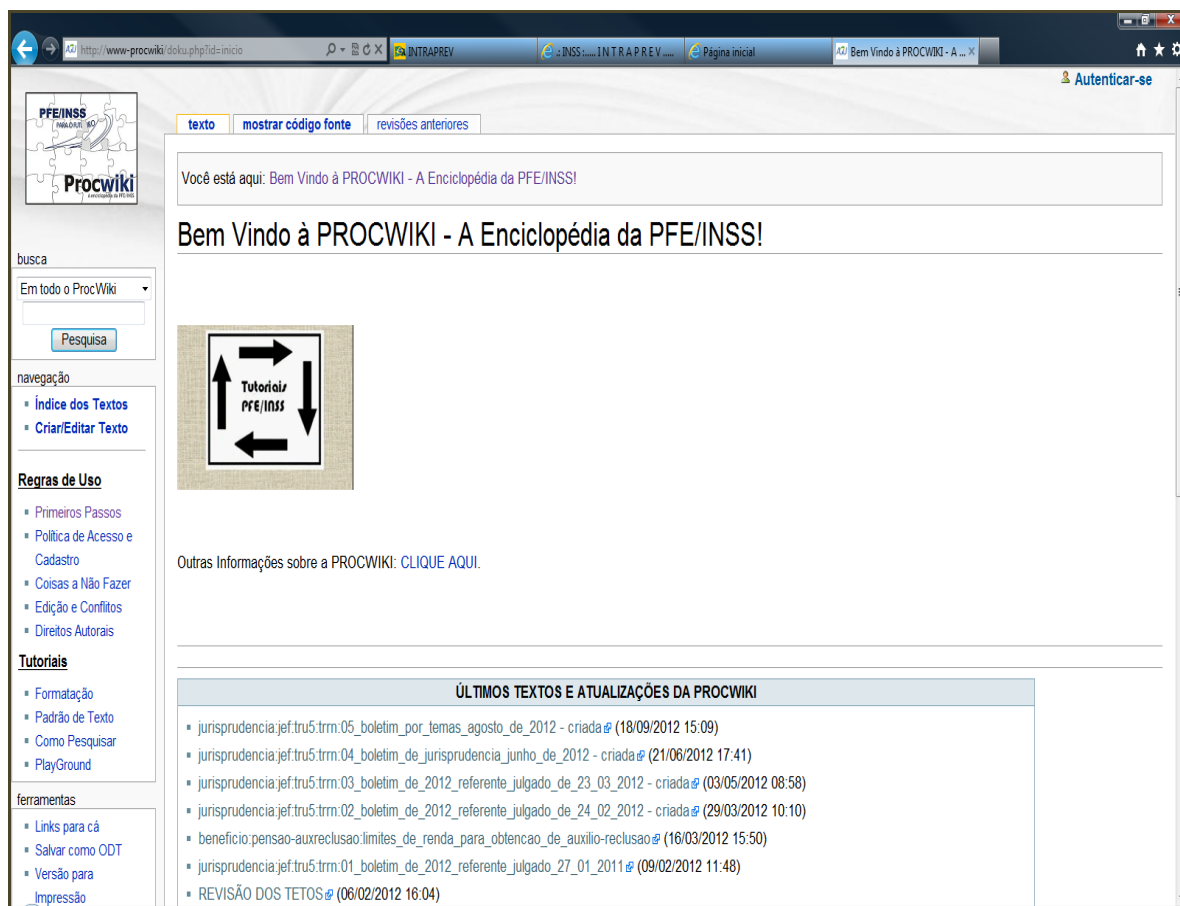 http://www-procwiki/doku.php?id=inicio
INTRAPREV
.: INSS :..... I N T R A P R E V .....
Página inicial
Bem Vindo à PROCWIKI - A ...
Autenticar-se
PFE/INSS
Procwiki
texto
mostrar código fonte
revisões anteriores
Você está aqui: Bem Vindo à PROCWIKI - A Enciclopédia da PFE/INSS!
Bem Vindo à PROCWIKI - A Enciclopédia da PFE/INSS!
busca
Em todo o ProcWiki
Pesquisa
navegação
Índice dos Textos
Criar/Editar Texto
Regras de Uso
Primeiros Passos
Política de Acesso e
Cadastro
Coisas a Não Fazer
Edição e Conflitos
Direitos Autorais
Tutoriais
Formatação
Padrão de Texto
Como Pesquisar
PlayGround
ferramentas
Links para cá
Salvar como ODT
Versão para
Impressão
Tutoriais
PFE/INSS
Outras Informações sobre a PROCWIKI: CLIQUE AQUI.
ÚLTIMOS TEXTOS E ATUALIZAÇÕES DA PROCWIKI
jurisprudencia:jef:tru5:trrn:05_boletim_por_temas_agosto_de_2012 - criada (18/09/2012 15:09)
jurisprudencia:jef:tru5:trrn:04_boletim_de_jurisprudencia_junho_de_2012 - criada (21/06/2012 17:41)
jurisprudencia:jef:tru5:trrn:03_boletim_de_2012_referente_julgado_de_23_03_2012 - criada (03/05/2012 08:58)
jurisprudencia:jef:tru5:trrn:02_boletim_de_2012_referente_julgado_de_24_02_2012 - criada (29/03/2012 10:10)
beneficio:pensao-auxreclusao:limites_de_renda_para_obtencao_de_auxilio-reclusao (16/03/2012 15:50)
jurisprudencia:jef:tru5:trrn:01_boletim_de_2012_referente_julgado_27_01_2011 (09/02/2012 11:48)
REVISÃO DOS TETOS (06/02/2012 16:04)